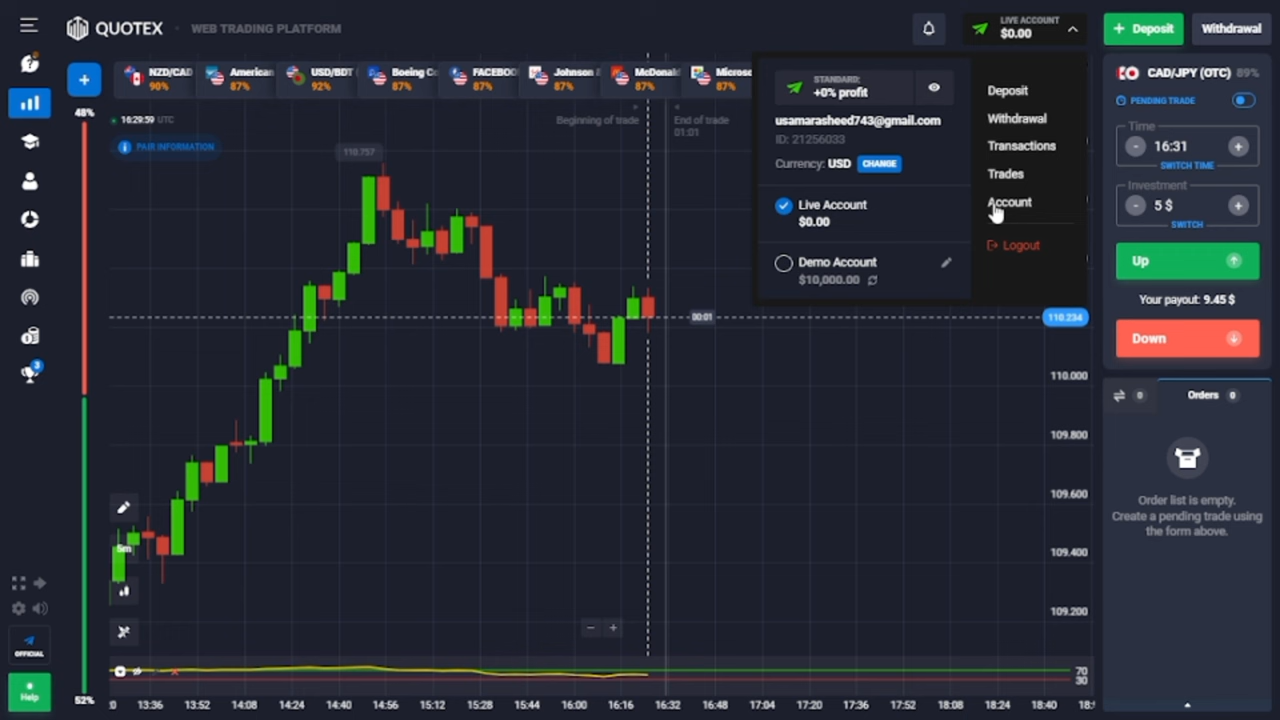 QUOTEX
WEB TRADING PLATFORM
LIVE ACCOUNT
$0.00
+ Deposit
Withdrawal
+
NZD/CAD
90%
American
87%
USD/BDT
92%
Boeing Co
87%
FACEBOO
87%
Johnson
87%
McDonal
87%
Micros
87%
48%
16:29:59 UTC
PAIR INFORMATION
110.757
Beginning of trade
End of trade
01:01
STANDARD:
+0% profit
usamarasheed743@gmail.com
ID: 21256033
Currency: USD CHANGE
Live Account
$0.00
Demo Account
$10,000.00
Deposit
Withdrawal
Transactions
Trades
Account
Logout
CAD/JPY (OTC) 89%
PENDING TRADE
Time
- 16:31 +
SWITCH TIME
Investment
- 5 $ +
SWITCH
Up
Your payout: 9.45 $
Down
0
Orders 0
Order list is empty.
Create a pending trade using
the form above.
00:01
110.234
110.000
109.800
109.600
109.400
109.200
5m
- +
3
OFFICIAL
Help
52%
70
30
13:36 13:52 14:08 14:24 14:40 14:56 15:12 15:28 15:44 16:00 16:16 16:32 16:48 17:04 17:20 17:36 17:52 18:08 18:24 18:40